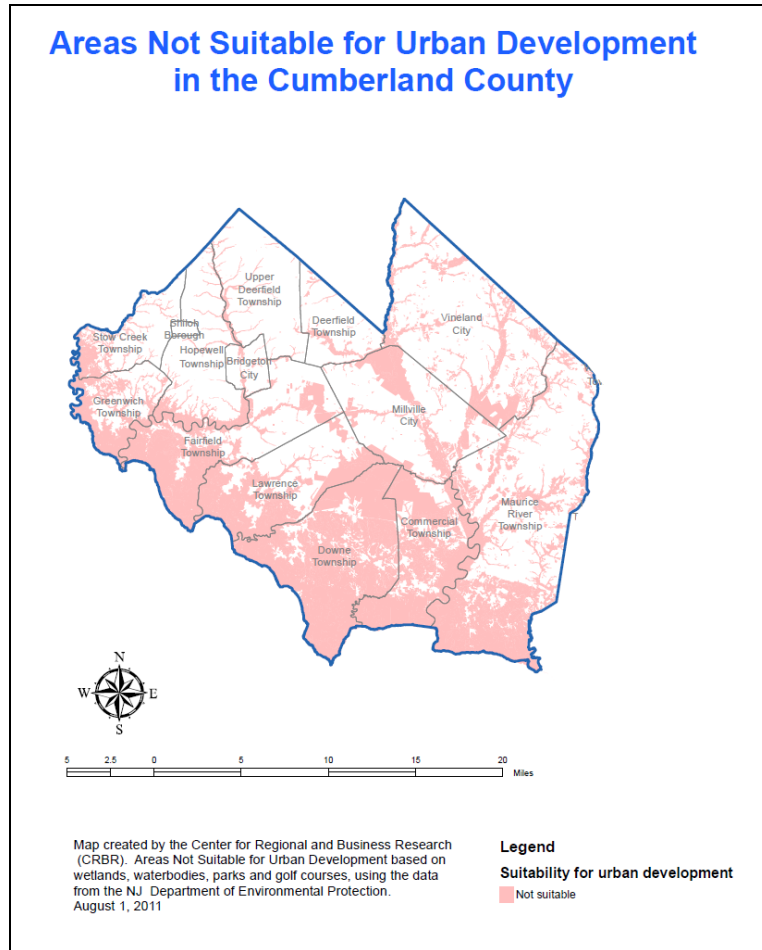 Areas Not Suitable for Urban Development
in the Cumberland County
Upper
Deerfield
Township
Deerfield
Township
Vineland
City
Stow Creek
Township
Shiloh
Borough
Hopewell
Township
Bridgeton
City
Greenwich
Township
Millville
City
Fairfield
Township
Lawrence
Township
Maurice
River
Township
Commercial
Township
Downe
Township
T
N
W
E
S
5 2.5 0 5 10 15 20
Miles
Map created by the Center for Regional and Business Research
(CRBR). Areas Not Suitable for Urban Development based on
wetlands, waterbodies, parks and golf courses, using the data
from the NJ Department of Environmental Protection.
August 1, 2011
Legend
Suitability for urban development
Not suitable